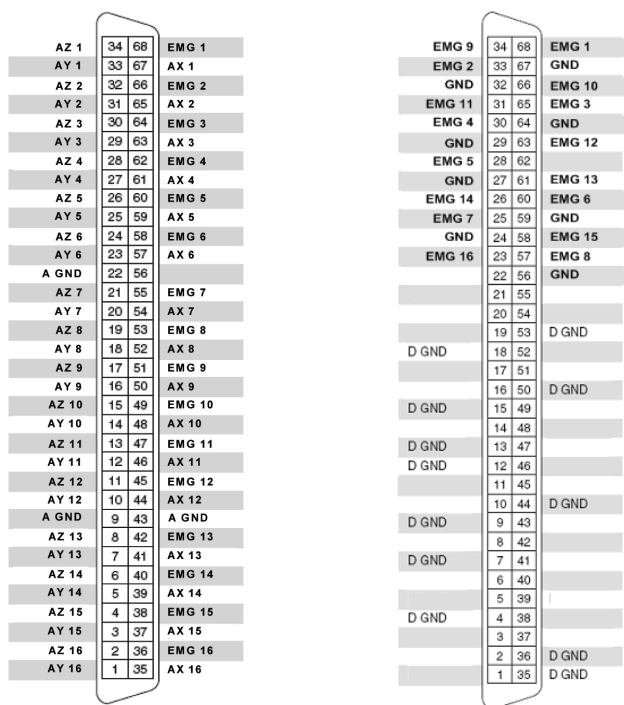 AZ 1 34 68 EMG 1
AY 1 33 67 AX 1
AZ 2 32 66 EMG 2
AY 2 31 65 AX 2
AZ 3 30 64 EMG 3
AY 3 29 63 AX 3
AZ 4 28 62 EMG 4
AY 4 27 61 AX 4
AZ 5 26 60 EMG 5
AY 5 25 59 AX 5
AZ 6 24 58 EMG 6
AY 6 23 57 AX 6
A GND 22 56
AZ 7 21 55 EMG 7
AY 7 20 54 AX 7
AZ 8 19 53 EMG 8
AY 8 18 52 AX 8
AZ 9 17 51 EMG 9
AY 9 16 50 AX 9
AZ 10 15 49 EMG 10
AY 10 14 48 AX 10
AZ 11 13 47 EMG 11
AY 11 12 46 AX 11
AZ 12 11 45 EMG 12
AY 12 10 44 AX 12
A GND 9 43 A GND
AZ 13 8 42 EMG 13
AY 13 7 41 AX 13
AZ 14 6 40 EMG 14
AY 14 5 39 AX 14
AZ 15 4 38 EMG 15
AY 15 3 37 AX 15
AZ 16 2 36 EMG 16
AY 16 1 35 AX 16
EMG 9 34 68 EMG 1
EMG 2 33 67 GND
GND 32 66 EMG 10
EMG 11 31 65 EMG 3
EMG 4 30 64 GND
GND 29 63 EMG 12
EMG 5 28 62
GND 27 61 EMG 13
EMG 14 26 60 EMG 6
EMG 7 25 59 GND
GND 24 58 EMG 15
EMG 16 23 57 EMG 8
22 56 GND
21 55
20 54
19 53 D GND
D GND 18 52
17 51
16 50 D GND
D GND 15 49
14 48
D GND 13 47
D GND 12 46
11 45
10 44 D GND
D GND 9 43
8 42
D GND 7 41
6 40
5 39
D GND 4 38
3 37
2 36 D GND
1 35 D GND